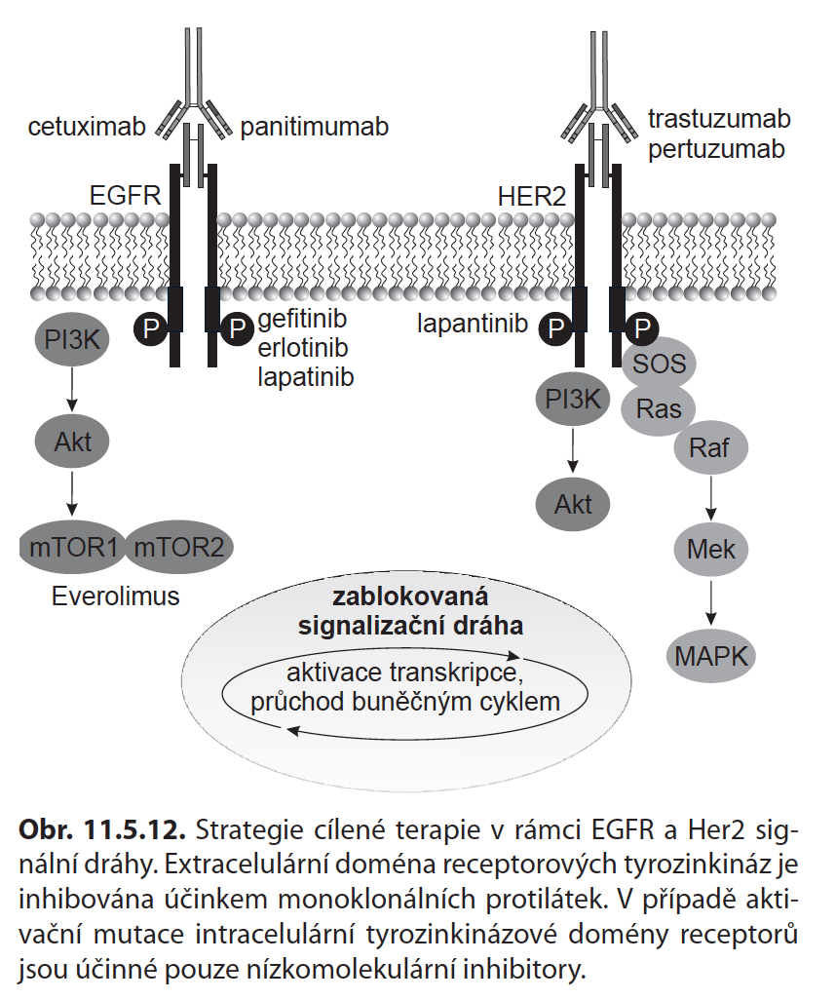 cetuximab
panitimumab
trastuzumab
pertuzumab
EGFR
HER2
P
P
gefitinib
erlotinib
lapatinib
lapantinib
P
P
PI3K
Akt
mTOR1
mTOR2
Everolimus
PI3K
Akt
SOS
Ras
Raf
Mek
MAPK
zablokovaná
signalizační dráha
aktivace transkripce,
průchod buněčným cyklem
Obr. 11.5.12. Strategie cílené terapie v rámci EGFR a Her2 sig-
nální dráhy. Extracelulární doména receptorových tyrozinkináz je
inhibována účinkem monoklonálních protilátek. V případě akti-
vační mutace intracelulární tyrozinkinázové domény receptorů
jsou účinné pouze nízkomolekulární inhibitory.